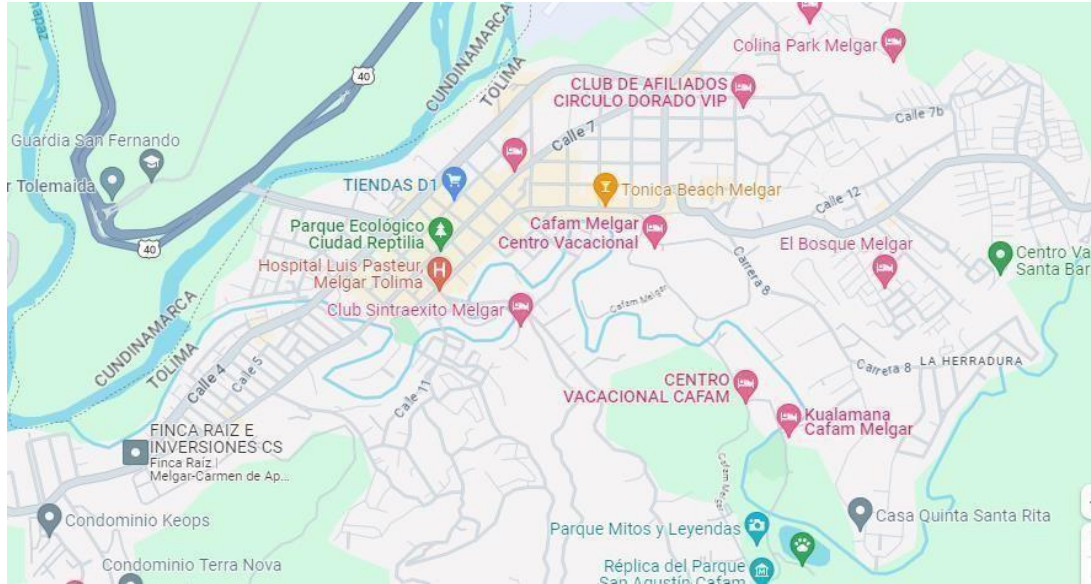 mapaz
40
CUNDINAMARCA
TOLIMA
Colina Park Melgar
CLUB DE AFILIADOS
CIRCULO DORADO VIP
Calle 7
Calle 7b
Guardia San Fernando
r Tolemaida
TIENDAS D1
Tonica Beach Melgar
Calle 12
Parque Ecológico
Ciudad Reptilia
Cafam Melgar
Centro Vacacional
40
El Bosque Melgar
Centro Va
Santa Bar
Hospital Luis Pasteur,
Melgar Tolima
Carrera 8
Cafam Melgar
Club Sintraexito Melgar
CUNDINAMARCA
TOLIMA
Calle 4
Calle 5
Calle 11
Carrera 8
LA HERRADURA
CENTRO
VACACIONAL CAFAM
Kualamana
Cafam Melgar
FINCA RAIZ E
INVERSIONES CS
Finca Raíz |
Melgar-Carmen de Ap...
Cafam Melgar
Condominio Keops
Casa Quinta Santa Rita
Parque Mitos y Leyendas
Condominio Terra Nova
Réplica del Parque
San Agustín Cafam